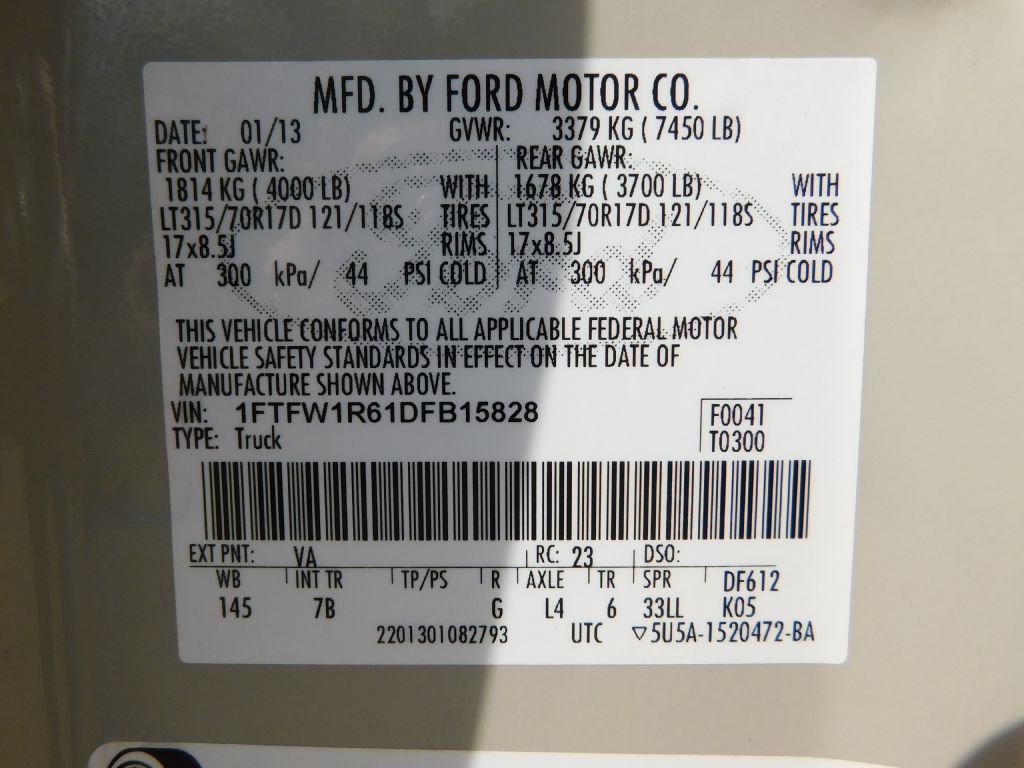 MFD. BY FORD MOTOR CO.
DATE: 01/13 GVWR: 3379 KG ( 7450 LB)
FRONT GAWR: REAR GAWR:
1814 KG ( 4000 LB) WITH 1678 KG ( 3700 LB) WITH
LT315/70R17D 121/118S TIRES LT315/70R17D 121/118S TIRES
17x8.5J RIMS 17x8.5J RIMS
AT 300 kPa/ 44 PSI COLD AT 300 kPa/ 44 PSI COLD
THIS VEHICLE CONFORMS TO ALL APPLICABLE FEDERAL MOTOR
VEHICLE SAFETY STANDARDS IN EFFECT ON THE DATE OF
MANUFACTURE SHOWN ABOVE.
VIN: 1FTFW1R61DFB15828 F0041
TYPE: Truck T0300
EXT PNT: VA RC: 23 DSO:
WB INT TR TP/PS R AXLE TR SPR DF612
145 7B G L4 6 33LL K05
2201301082793 UTC ▽5U5A-1520472-BA